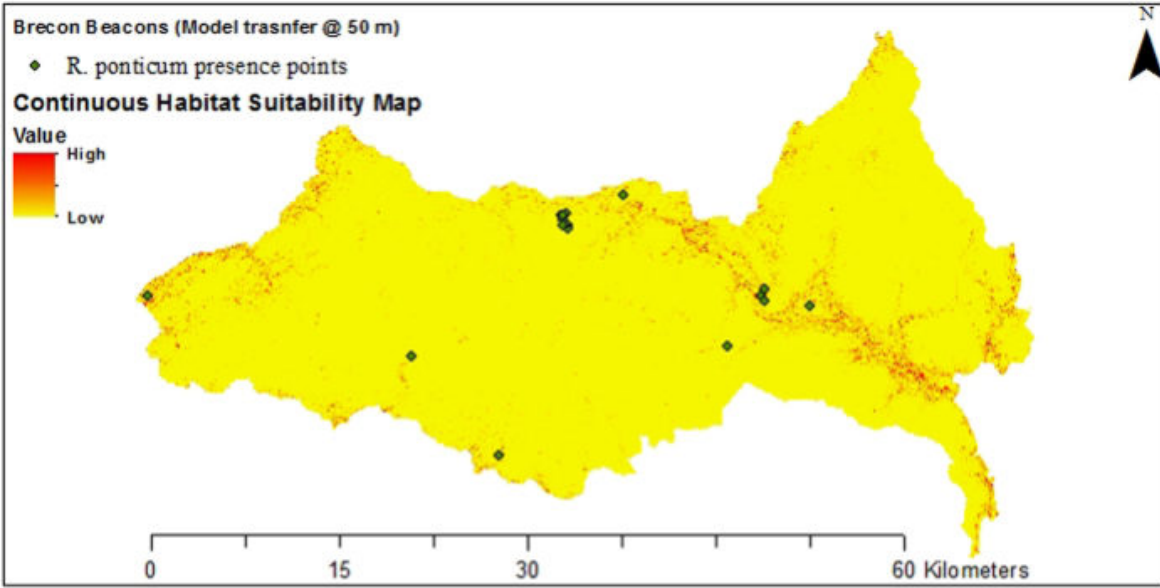 Brecon Beacons (Model trasnfer @ 50 m)
N
R. ponticum presence points
Continuous Habitat Suitability Map
Value
High
Low
0 15 30 60 Kilometers